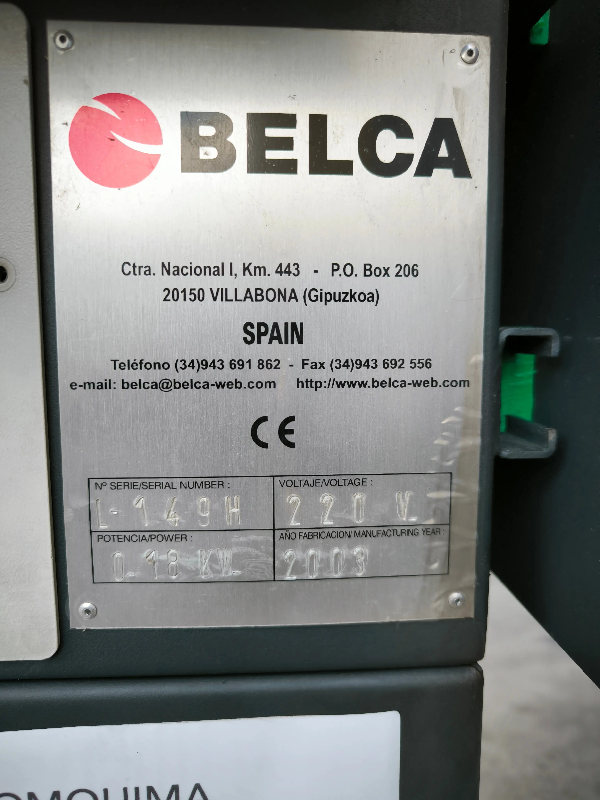 BELCA
Ctra. Nacional I, Km. 443 - P.O. Box 206
20150 VILLABONA (Gipuzkoa)
SPAIN
Teléfono (34)943 691 862 - Fax (34)943 692 556
e-mail: belca@belca-web.com http://www.belca-web.com
CE
Nº SERIE/SERIAL NUMBER : VOLTAJE/VOLTAGE :
L-149H 220 V.
POTENCIA/POWER : AÑO FABRICACION/MANUFACTURING YEAR :
0.18 KW 2003